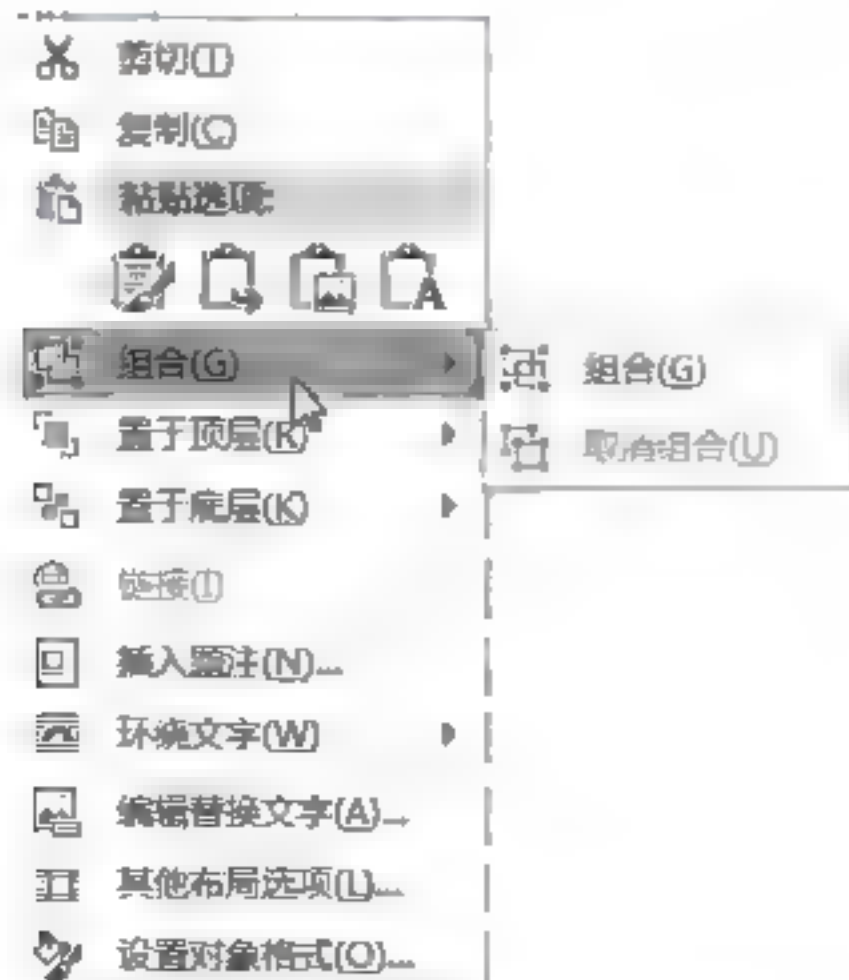 剪切(T)
复制(C)
粘贴选项:
组合(G)
组合(G)
置于顶层(R)
取消组合(U)
置于底层(K)
链接(I)
插入题注(N)...
环绕文字(W)
编辑替换文字(A)...
其他布局选项(L)...
设置对象格式(O)...